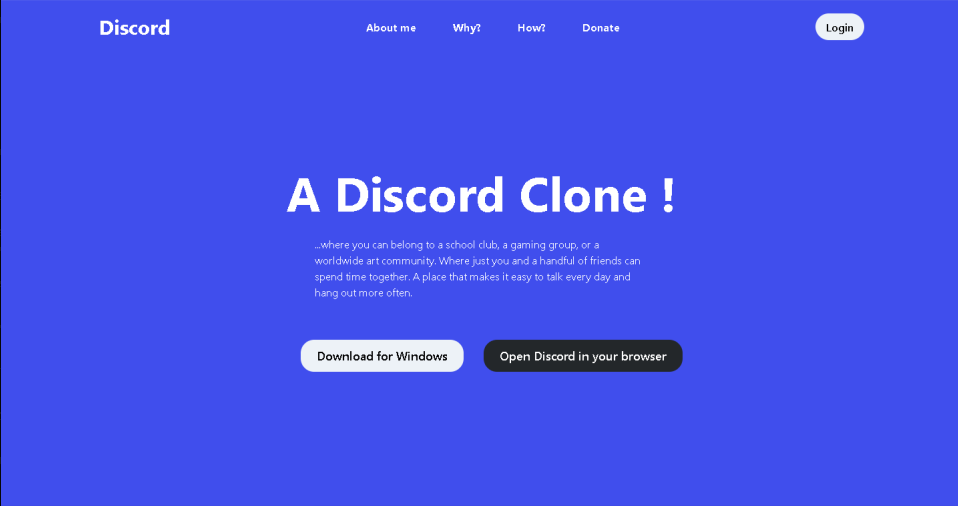 Discord About me Why? How? Donate Login
A Discord Clone !
...where you can belong to a school club, a gaming group, or a
worldwide art community. Where just you and a handful of friends can
spend time together. A place that makes it easy to talk every day and
hang out more often.
Download for Windows Open Discord in your browser